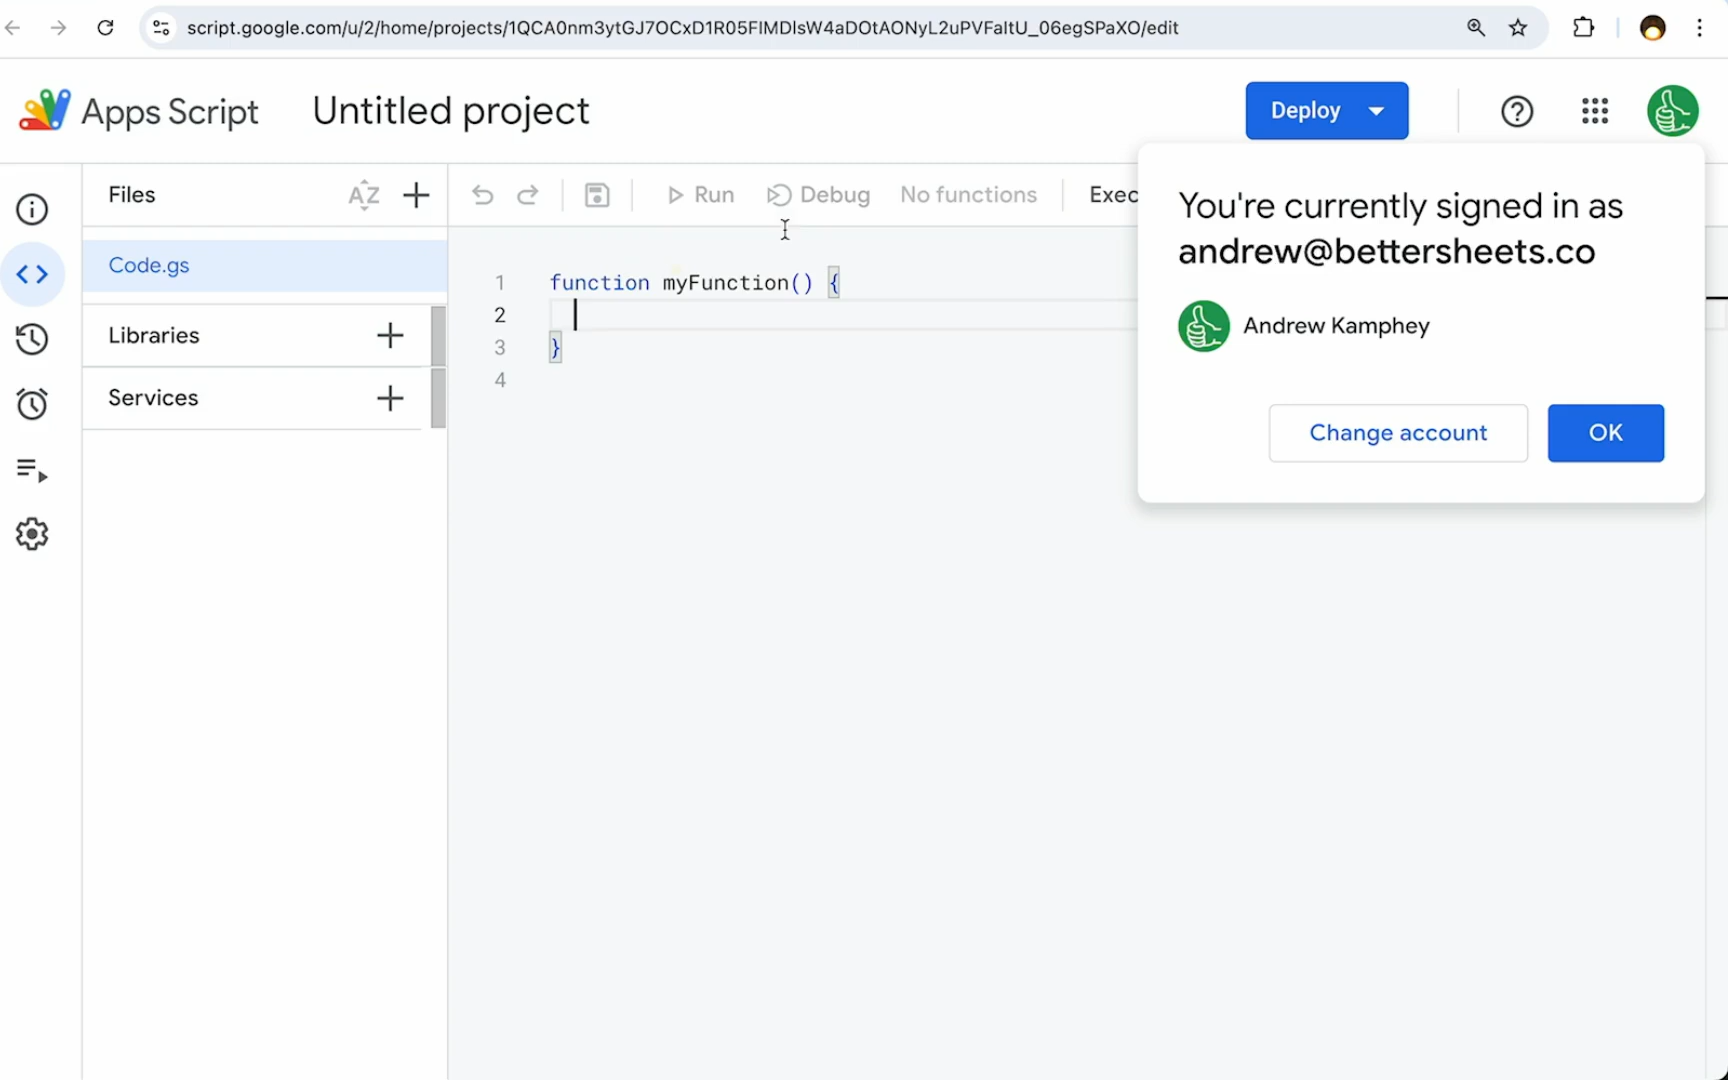 script.google.com/u/2/home/projects/1QCA0nm3ytGJ7OCxD1R05FIMDIsW4aDOtAONyL2uPVFaltU_06egSPaXO/edit
Apps Script
Untitled project
Deploy
Files
AZ
Run
Debug
No functions
Exec
You're currently signed in as
andrew@bettersheets.co
Andrew Kamphey
Change account
OK
Code.gs
Libraries
Services
1 function myFunction() {
2
3 }
4